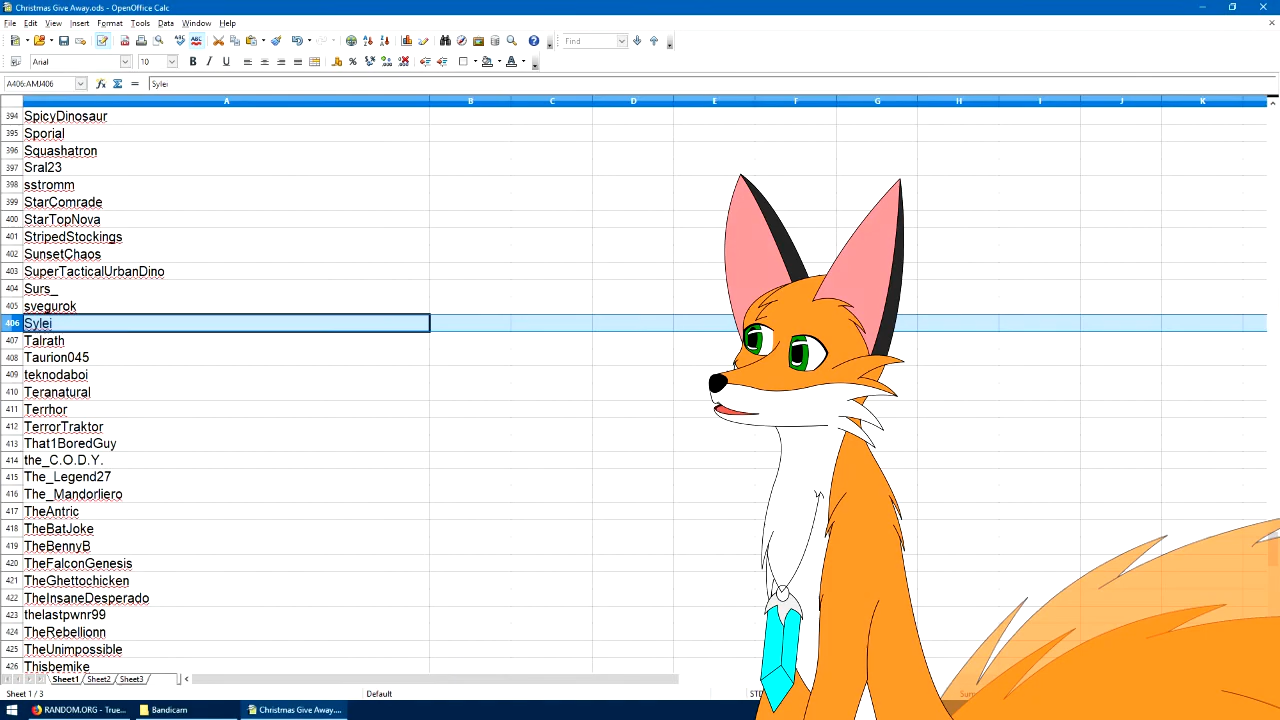 Christmas Give Away.ods - OpenOffice Calc
File Edit View Insert Format Tools Data Window Help
Find
Arial 10
A406:AMJ406 Sylei
A B C D E F G H I J K
394 SpicyDinosaur
395 Sporial
396 Squashatron
397 Sral23
398 sstromm
399 StarComrade
400 StarTopNova
401 StripedStockings
402 SunsetChaos
403 SuperTacticalUrbanDino
404 Surs_
405 svegurok
406 Sylei
407 Talrath
408 Taurion045
409 teknodaboi
410 Teranatural
411 Terrhor
412 TerrorTraktor
413 That1BoredGuy
414 the_C.O.D.Y.
415 The_Legend27
416 The_Mandorliero
417 TheAntric
418 TheBatJoke
419 TheBennyB
420 TheFalconGenesis
421 TheGhettochicken
422 TheInsaneDesperado
423 thelastpwnr99
424 TheRebellionn
425 TheUnimpossible
426 Thisbemike
Sheet1 Sheet2 Sheet3
Sheet 1 / 3 Default
RANDOM.ORG - True... Bandicam Christmas Give Away....